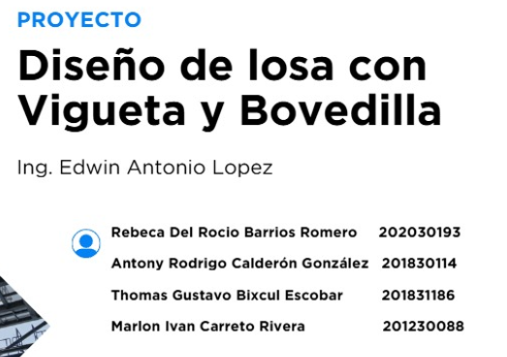 PROYECTO
Diseño de losa con
Vigueta y Bovedilla
Ing. Edwin Antonio Lopez
Rebeca Del Rocio Barrios Romero 202030193
Antony Rodrigo Calderón González 201830114
Thomas Gustavo Bixcul Escobar 201831186
Marlon Ivan Carreto Rivera 201230088